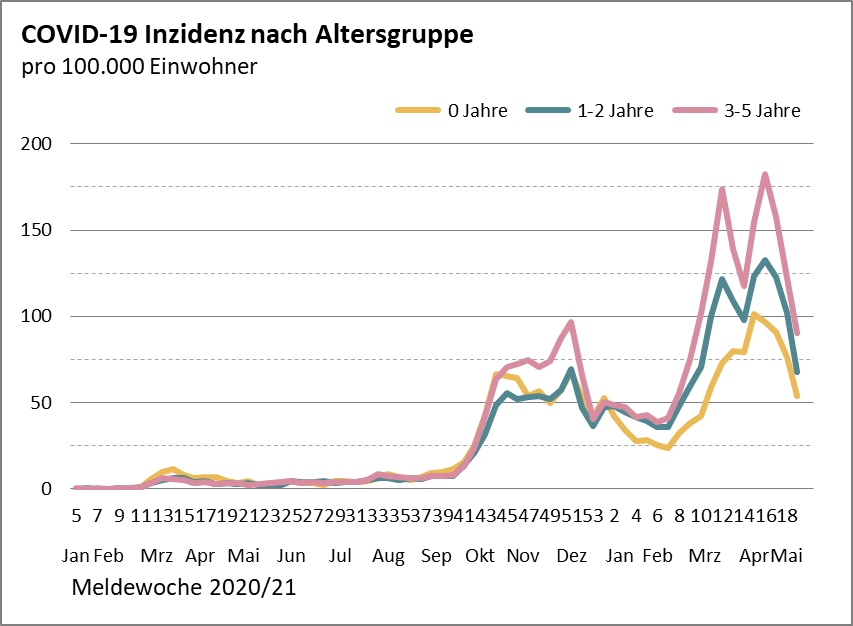 COVID-19 Inzidenz nach Altersgruppe
pro 100.000 Einwohner
0 Jahre 1-2 Jahre 3-5 Jahre
200
150
100
50
0
5 7 9 11 13 15 17 19 21 23 25 27 29 31 33 35 37 39 41 43 45 47 49 51 53 2 4 6 8 10 12 14 16 18
Jan Feb Mrz Apr Mai Jun Jul Aug Sep Okt Nov Dez Jan Feb Mrz Apr Mai
Meldewoche 2020/21